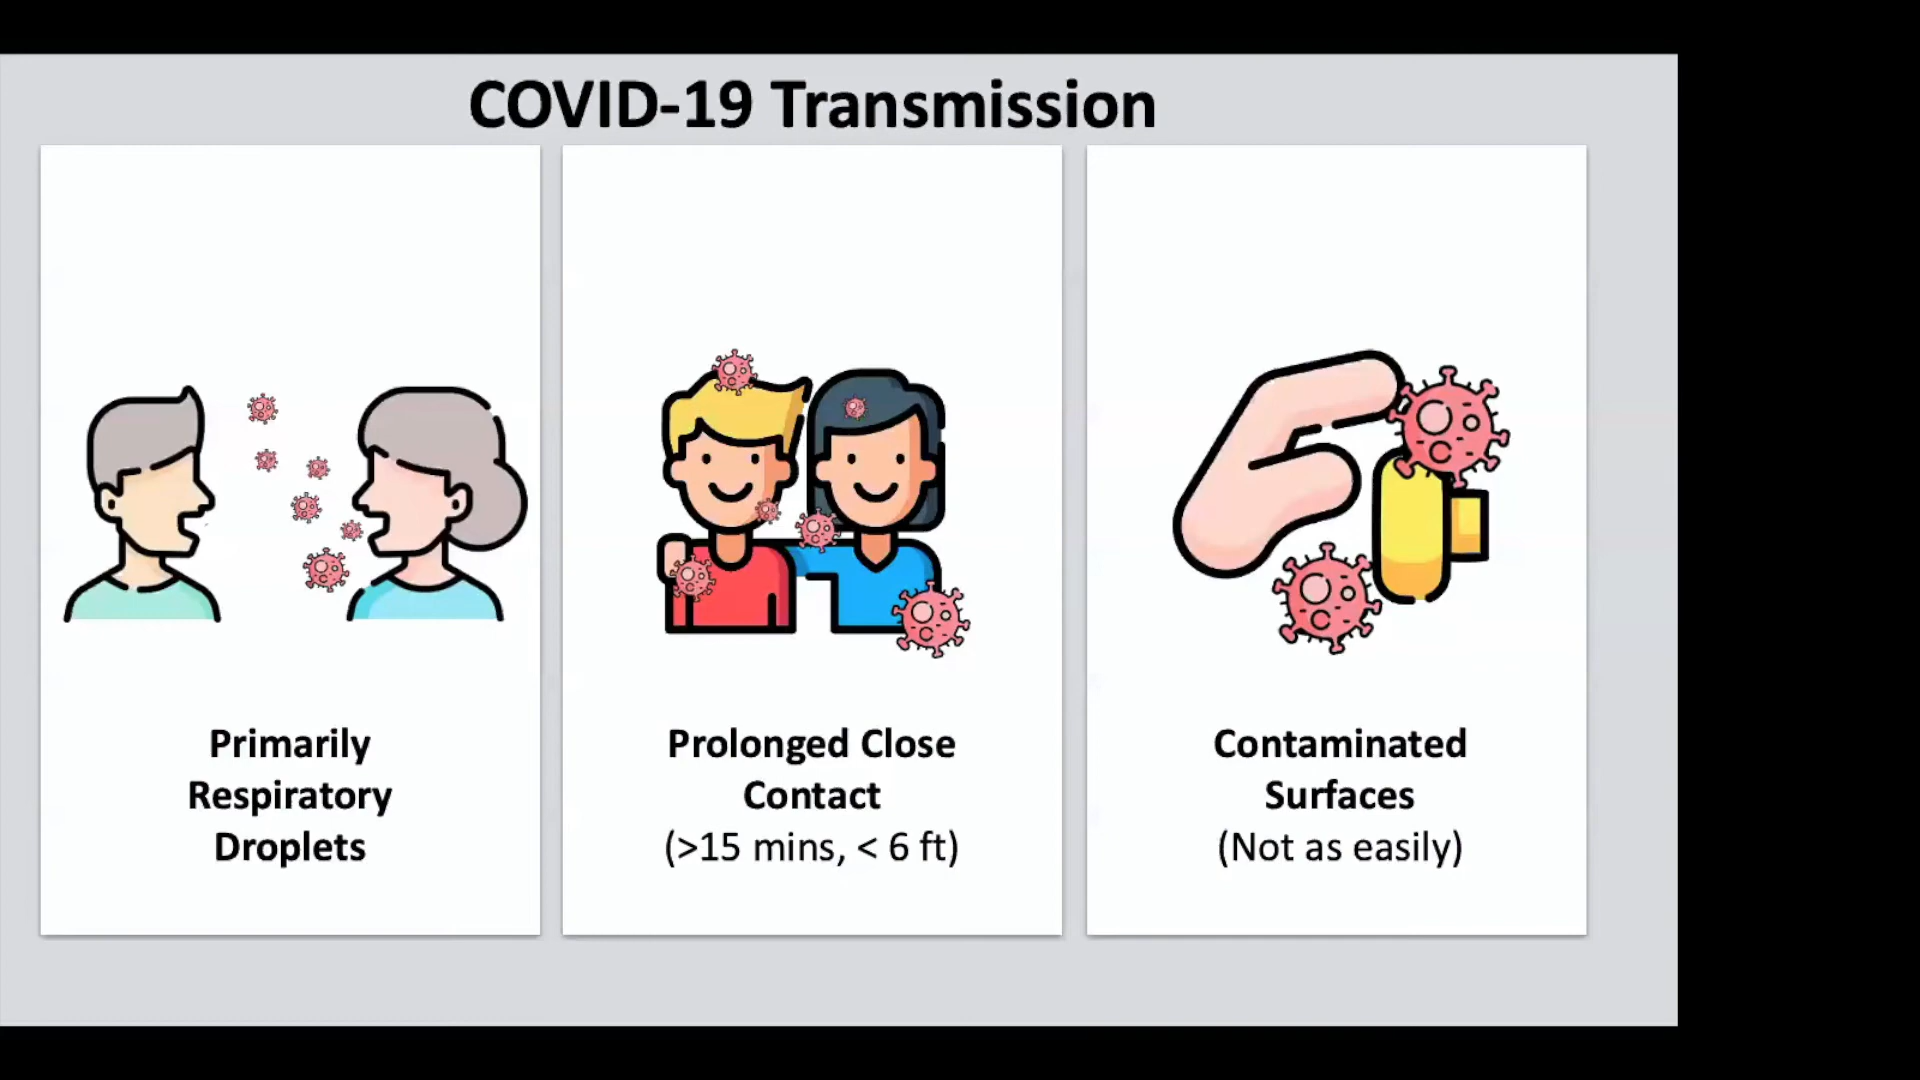 COVID-19 Transmission
Primarily
Respiratory
Droplets
Prolonged Close
Contact
(>15 mins, < 6 ft)
Contaminated
Surfaces
(Not as easily)